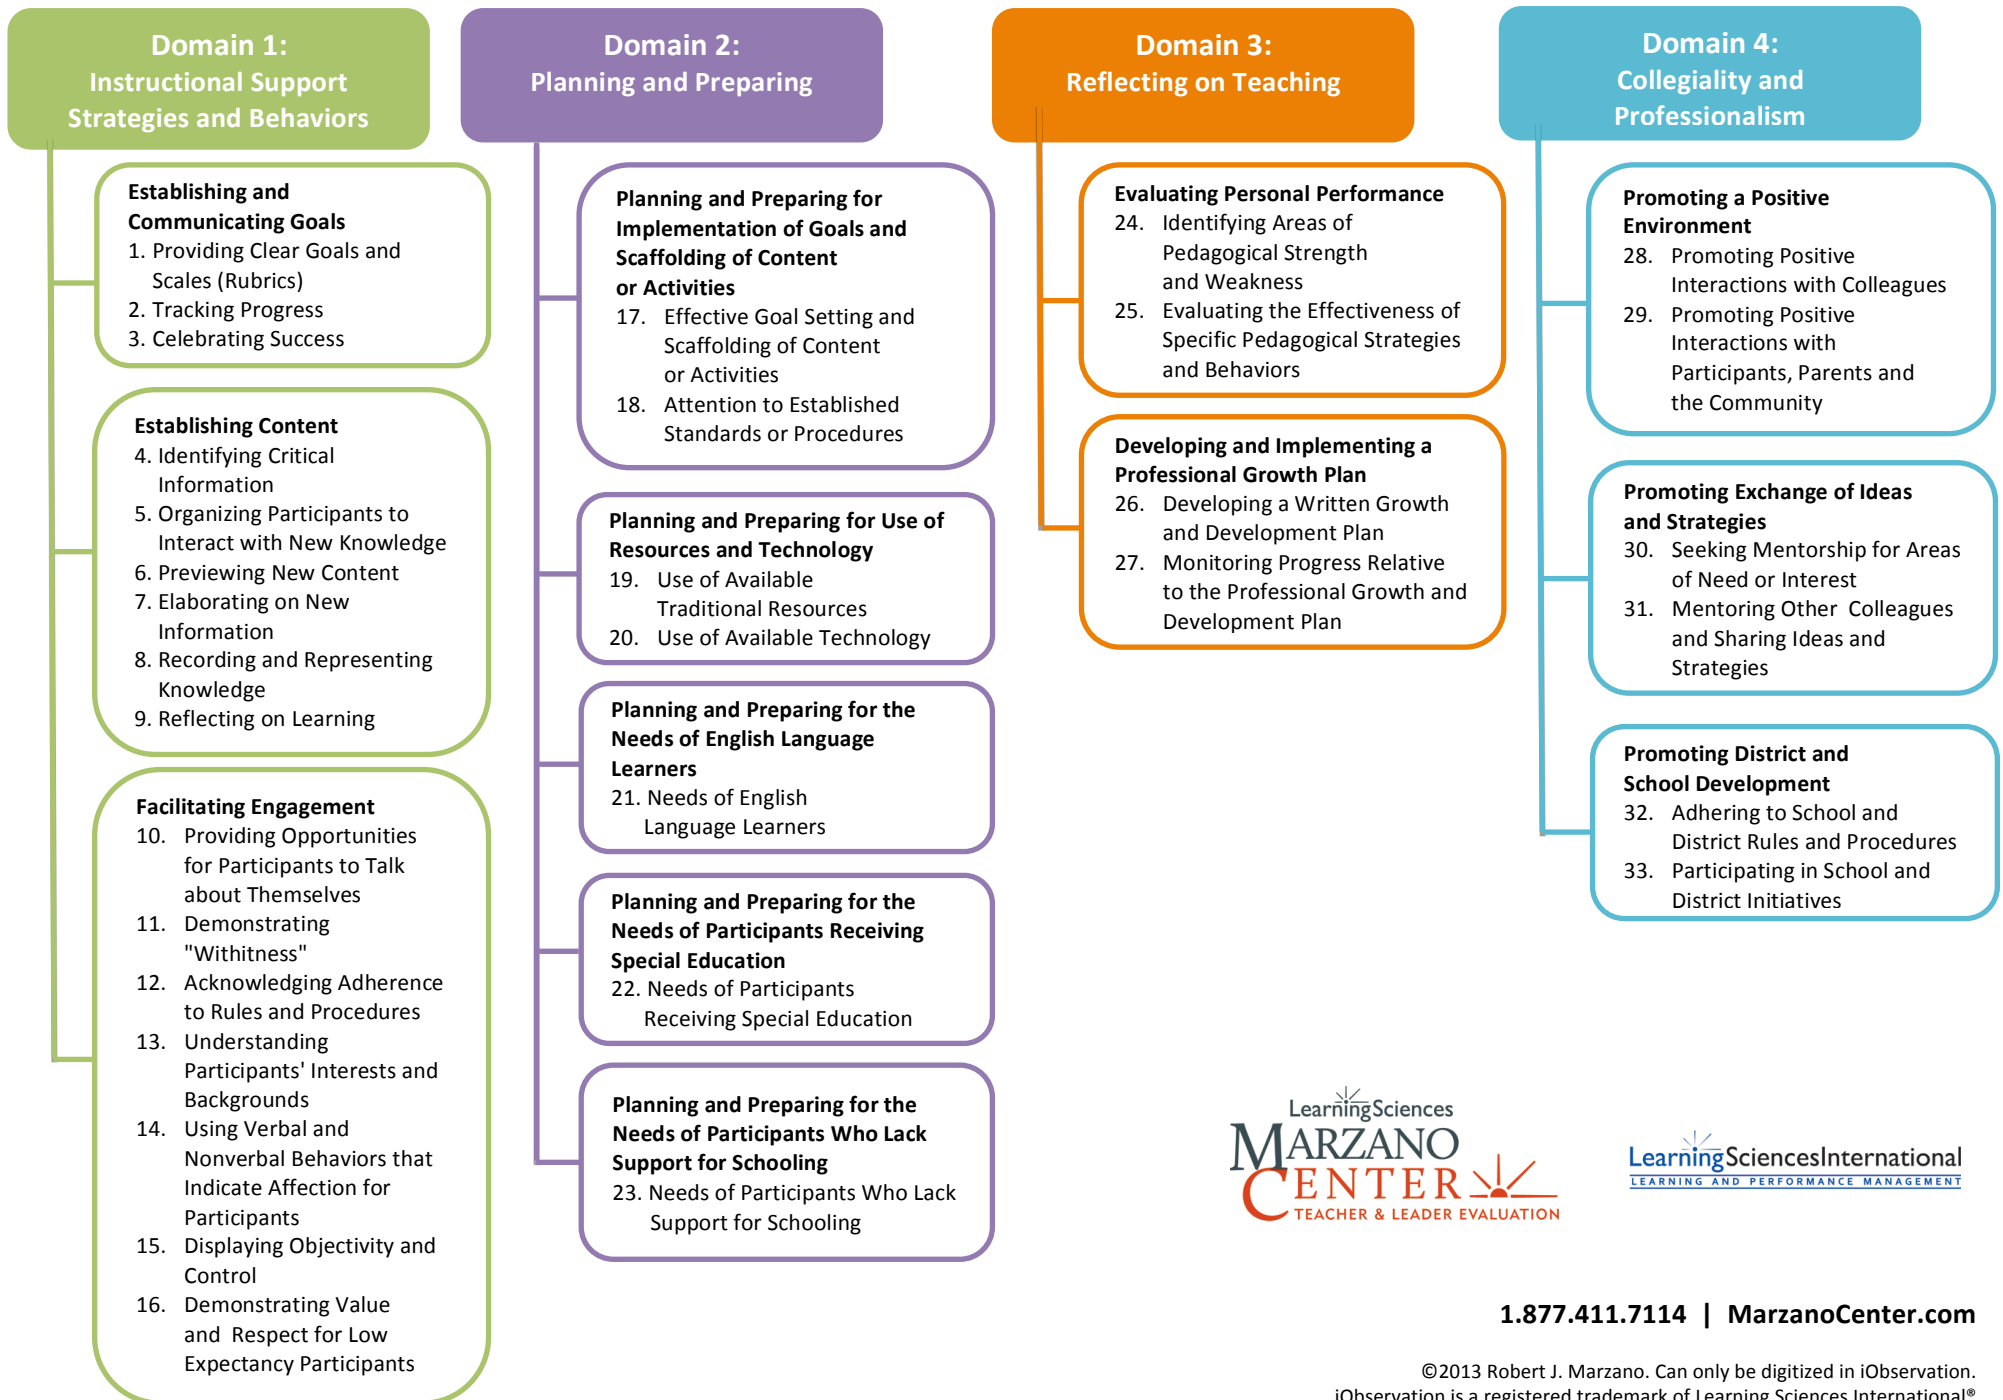 Domain 1:
Instructional Support
Strategies and Behaviors
Establishing and
Communicating Goals
1. Providing Clear Goals and
Scales (Rubrics)
2. Tracking Progress
3. Celebrating Success
Establishing Content
4. Identifying Critical
Information
5. Organizing Participants to
Interact with New Knowledge
6. Previewing New Content
7. Elaborating on New
Information
8. Recording and Representing
Knowledge
9. Reflecting on Learning
Facilitating Engagement
10. Providing Opportunities
for Participants to Talk
about Themselves
11. Demonstrating
"Withitness"
12. Acknowledging Adherence
to Rules and Procedures
13. Understanding
Participants' Interests and
Backgrounds
14. Using Verbal and
Nonverbal Behaviors that
Indicate Affection for
Participants
15. Displaying Objectivity and
Control
16. Demonstrating Value
and Respect for Low
Expectancy Participants
Domain 2:
Planning and Preparing
Planning and Preparing for
Implementation of Goals and
Scaffolding of Content
or Activities
17. Effective Goal Setting and
Scaffolding of Content
or Activities
18. Attention to Established
Standards or Procedures
Planning and Preparing for Use of
Resources and Technology
19. Use of Available
Traditional Resources
20. Use of Available Technology
Planning and Preparing for the
Needs of English Language
Learners
21. Needs of English
Language Learners
Planning and Preparing for the
Needs of Participants Receiving
Special Education
22. Needs of Participants
Receiving Special Education
Planning and Preparing for the
Needs of Participants Who Lack
Support for Schooling
23. Needs of Participants Who Lack
Support for Schooling
Domain 3:
Reflecting on Teaching
Evaluating Personal Performance
24. Identifying Areas of
Pedagogical Strength
and Weakness
25. Evaluating the Effectiveness of
Specific Pedagogical Strategies
and Behaviors
Developing and Implementing a
Professional Growth Plan
26. Developing a Written Growth
and Development Plan
27. Monitoring Progress Relative
to the Professional Growth and
Development Plan
Domain 4:
Collegiality and
Professionalism
Promoting a Positive
Environment
28. Promoting Positive
Interactions with Colleagues
29. Promoting Positive
Interactions with
Participants, Parents and
the Community
Promoting Exchange of Ideas
and Strategies
30. Seeking Mentorship for Areas
of Need or Interest
31. Mentoring Other Colleagues
and Sharing Ideas and
Strategies
Promoting District and
School Development
32. Adhering to School and
District Rules and Procedures
33. Participating in School and
District Initiatives
LearningSciences
MARZANO
CENTER
TEACHER & LEADER EVALUATION
LearningSciencesInternational
LEARNING AND PERFORMANCE MANAGEMENT
1.877.411.7114 | MarzanoCenter.com
©2013 Robert J. Marzano. Can only be digitized in iObservation.
iObservation is a registered trademark of Learning Sciences International®